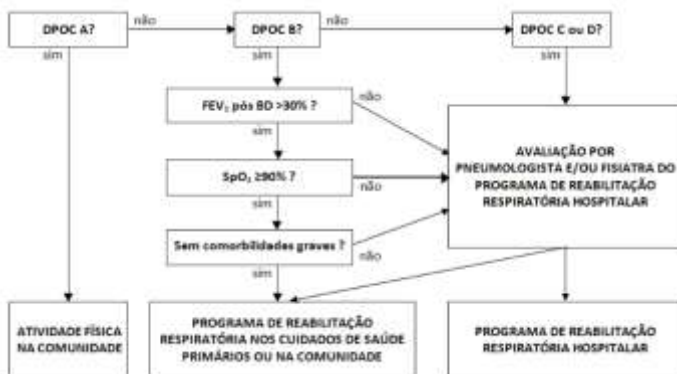 DPOC A?
não
DPOC B?
não
DPOC C ou D?
sim
sim
sim
FEV₁ pós BD >30% ?
não
sim
AVALIAÇÃO POR
PNEUMOLOGISTA E/OU FISIATRA DO
PROGRAMA DE REABILITAÇÃO
RESPIRATÓRIA HOSPITALAR
SpO₂ ≥90% ?
não
sim
Sem comorbilidades graves ?
não
sim
ATIVIDADE FÍSICA
NA COMUNIDADE
PROGRAMA DE REABILITAÇÃO
RESPIRATÓRIA NOS CUIDADOS DE SAÚDE
PRIMÁRIOS OU NA COMUNIDADE
PROGRAMA DE REABILITAÇÃO
RESPIRATÓRIA HOSPITALAR